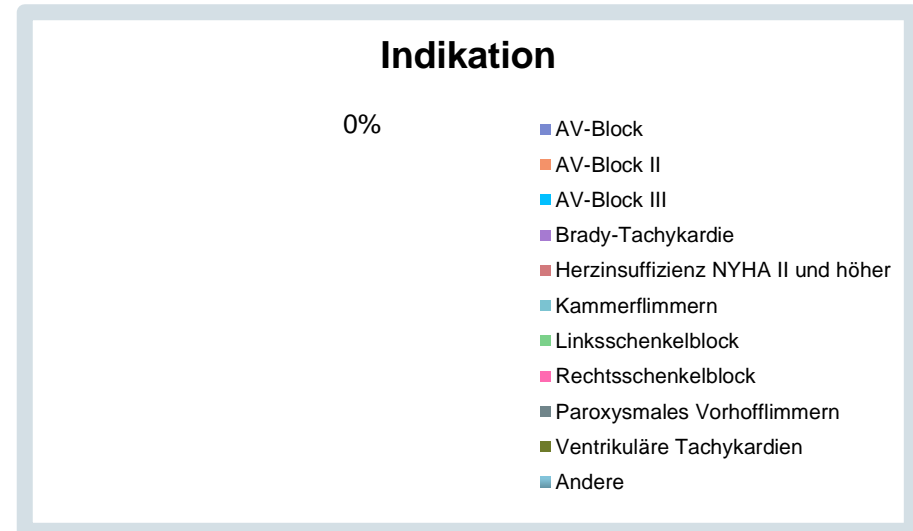 Indikation
0%
AV-Block
AV-Block II
AV-Block III
Brady-Tachykardie
Herzinsuffizienz NYHA II und höher
Kammerflimmern
Linksschenkelblock
Rechtsschenkelblock
Paroxysmales Vorhofflimmern
Ventrikuläre Tachykardien
Andere